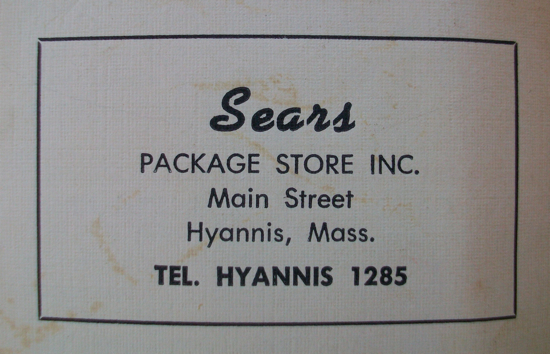 Sears
PACKAGE STORE INC.
Main Street
Hyannis, Mass.
TEL. HYANNIS 1285